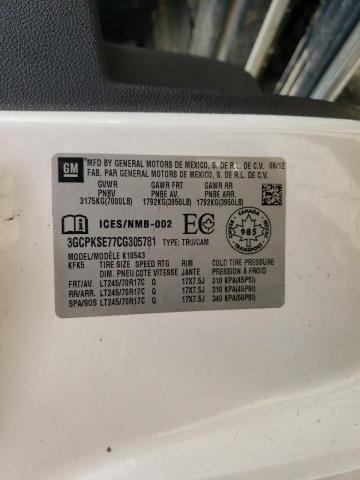 GM
*MFD BY GENERAL MOTORS DE MEXICO, S. DE R.L. DE C.V. 06/12
FAB. PAR GENERAL MOTORS DE MEXICO, S. DE R.L. DE C.V.
GVWR GAWR FRT GAWR RR
PNBV PNBE AV PNBE ARR
3175KG(7000LB) 1792KG(3950LB) 1792KG(3950LB)
ICES/NMB-002 EC
CANADA
985
TRANSPORT
3GCPKSE77CG305781 TYPE: TRU/CAM
MODEL/MODÈLE K10543
KFK5 TIRE SIZE SPEED RTG RIM COLD TIRE PRESSURE
DIM. PNEU COTE VITESSE JANTE PRESSION À FROID
FRT/AV. LT245/70R17C Q 17X7.5J 310 KPA(45PSI)
RR/ARR. LT245/70R17C Q 17X7.5J 310 KPA(45PSI)
SPA/SOS LT245/70R17C Q 17X7.5J 340 KPA(50PSI)